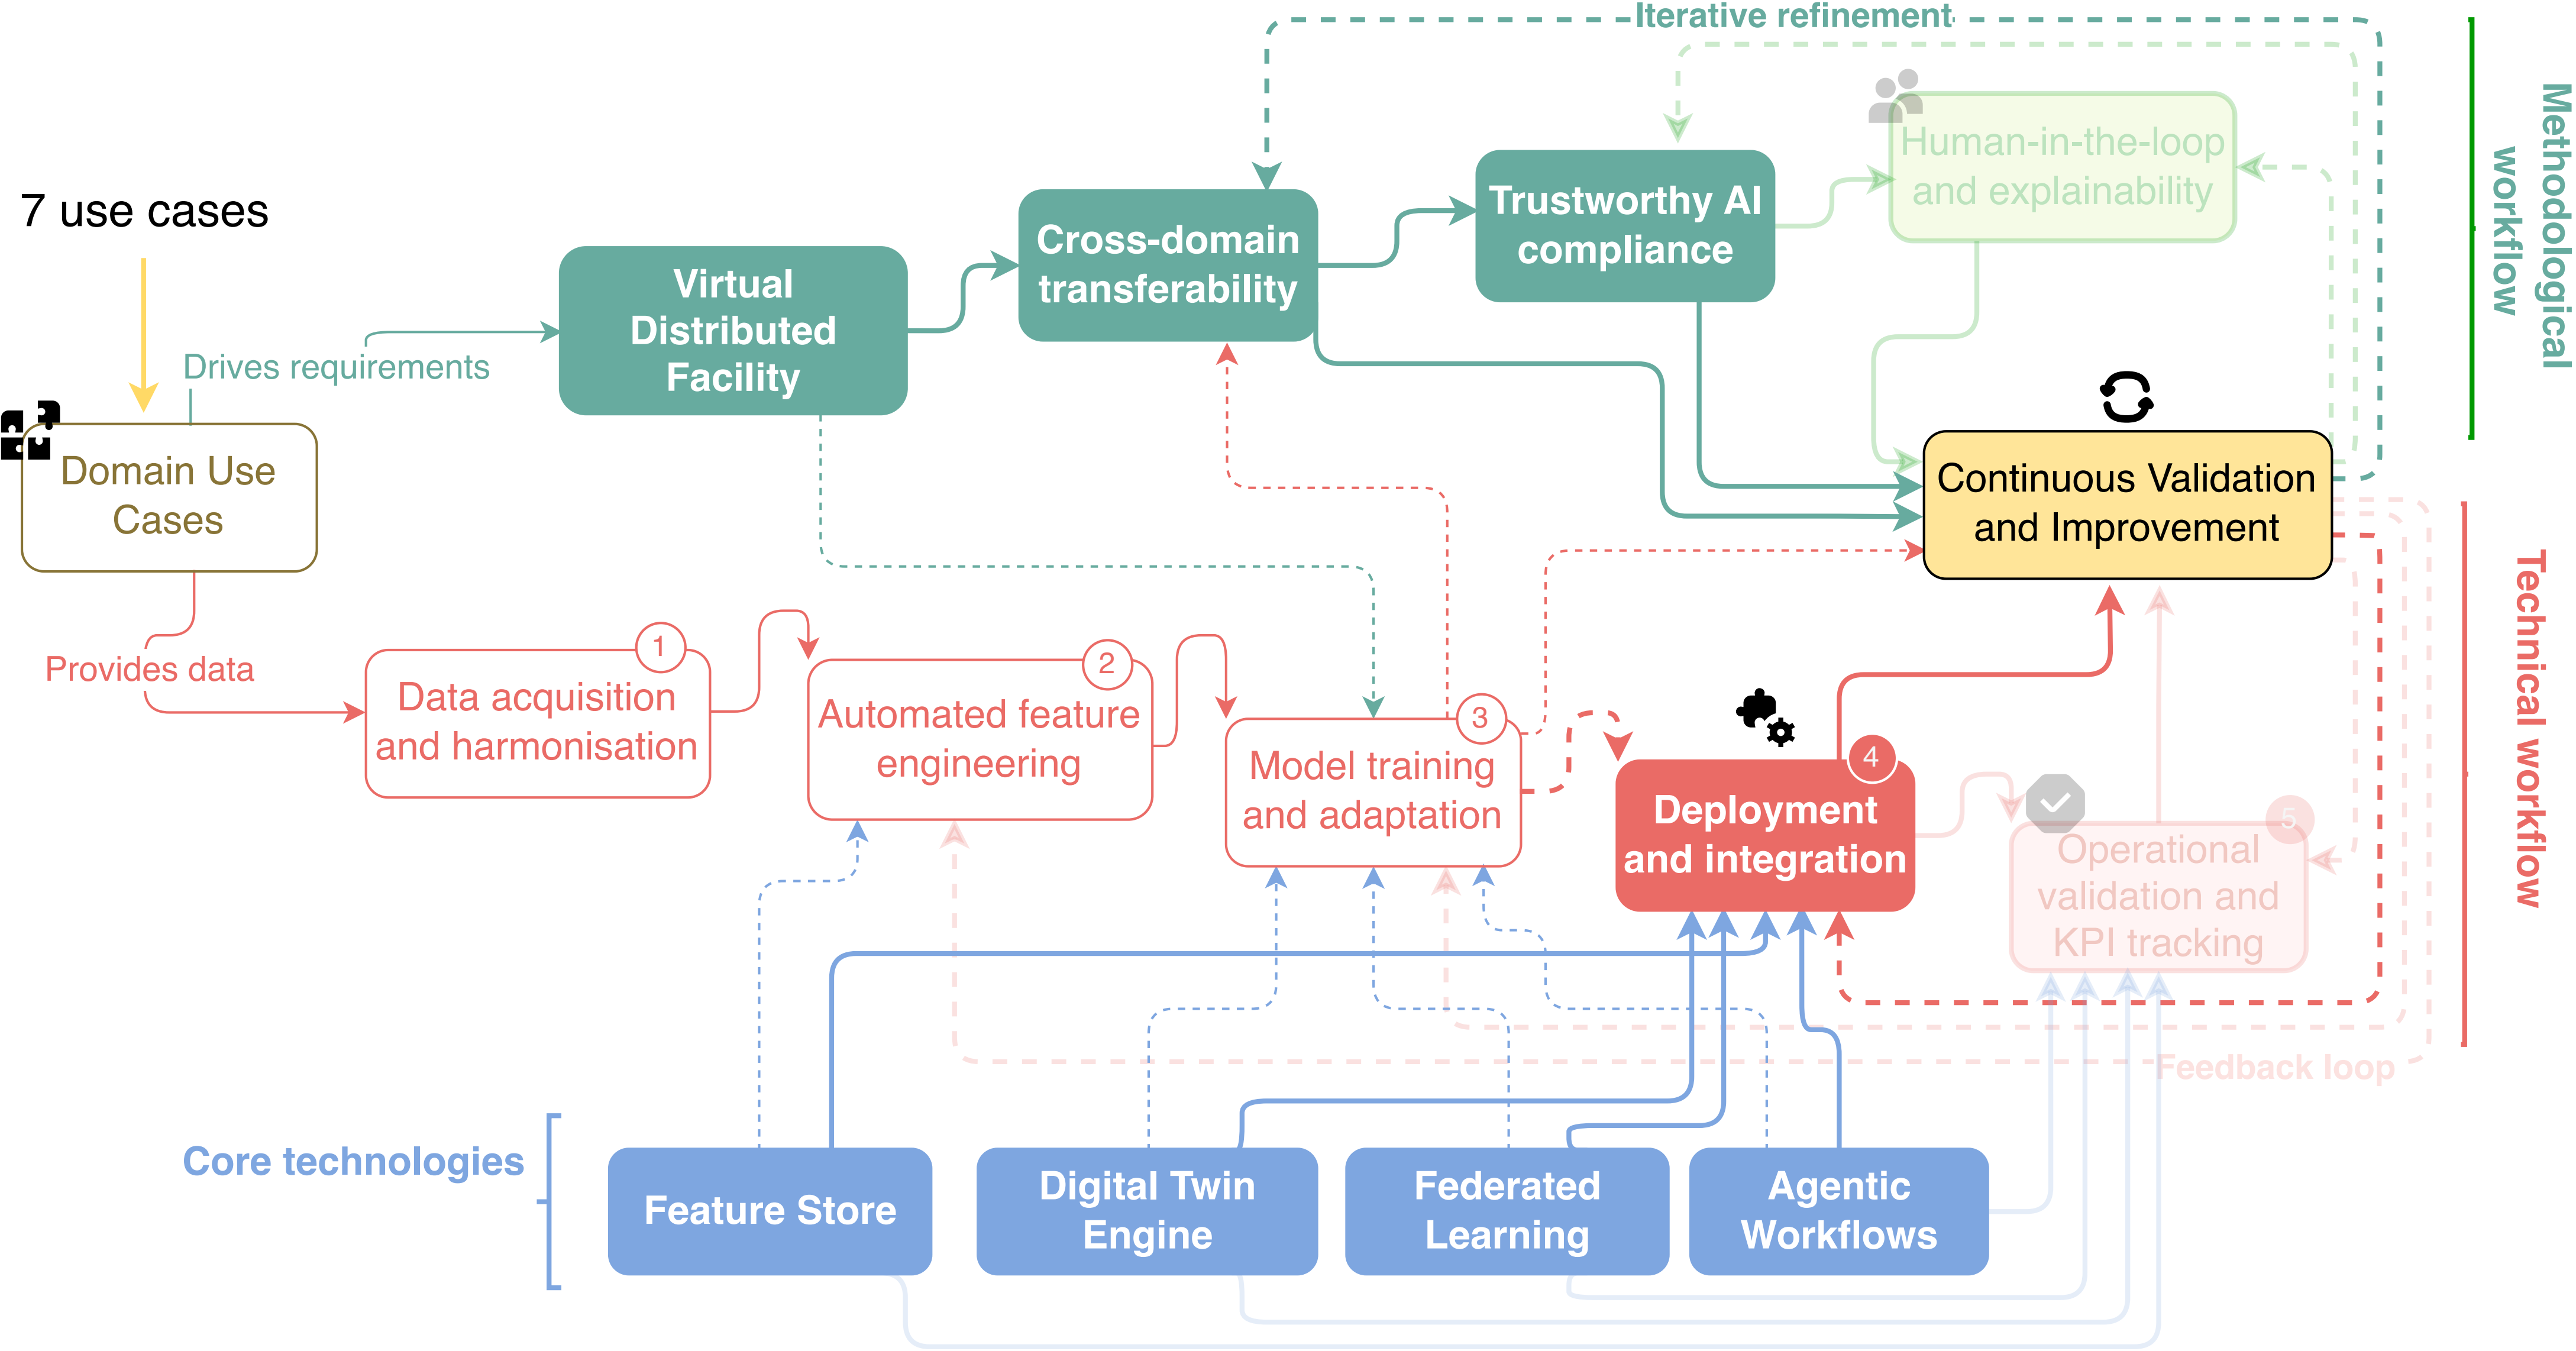 Iterative refinement
Methodological
workflow
Human-in-the-loop
and explainability
Trustworthy AI
compliance
7 use cases
Cross-domain
transferability
Virtual
Distributed
Facility
Drives requirements
Domain Use
Cases
Continuous Validation
and Improvement
Technical workflow
Provides data
1
Data acquisition
and harmonisation
2
Automated feature
engineering
3
Model training
and adaptation
4
Deployment
and integration
5
Operational
validation and
KPI tracking
Feedback loop
Core technologies
Feature Store
Digital Twin
Engine
Federated
Learning
Agentic
Workflows